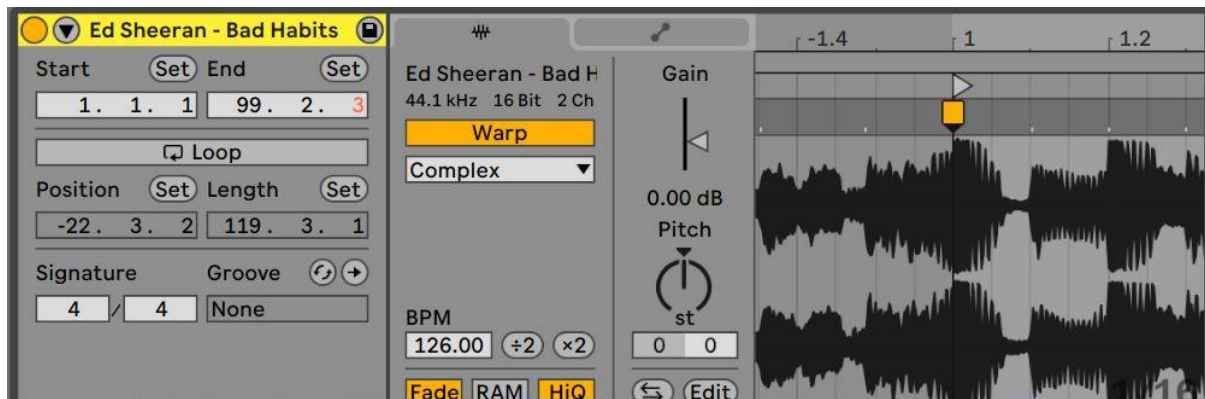 Ed Sheeran - Bad Habits
Start Set End Set
1. 1. 1 99. 2. 3
Loop
Position Set Length Set
-22. 3. 2 119. 3. 1
Signature Groove
4 / 4 None
Ed Sheeran - Bad H
44.1 kHz 16 Bit 2 Ch
Warp
Complex
BPM
126.00 ÷2 ×2
Fade RAM HiQ
Gain
0.00 dB
Pitch
st
0 0
Edit
-1.4 1 1.2
1/16